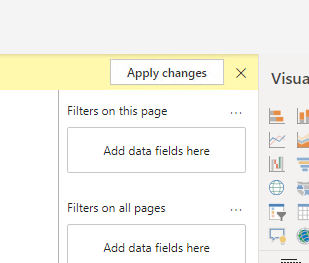 Apply changes
Visua
Filters on this page
Add data fields here
Filters on all pages
Add data fields here